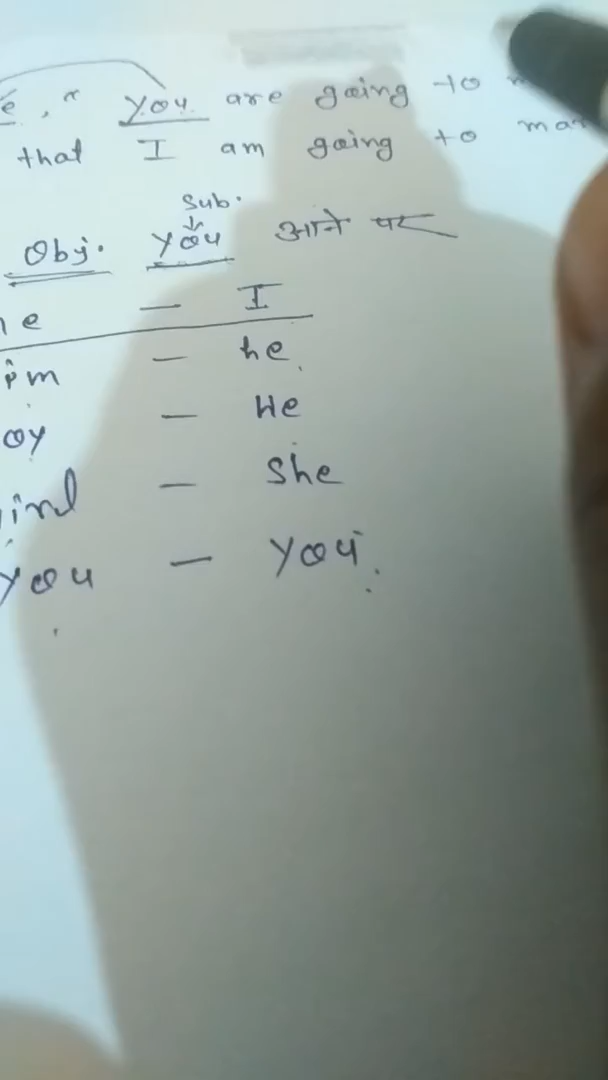 you are going to
that I am going to
Sub.
Obj. you आने पर
— I
— he
— He
— She
you — you.